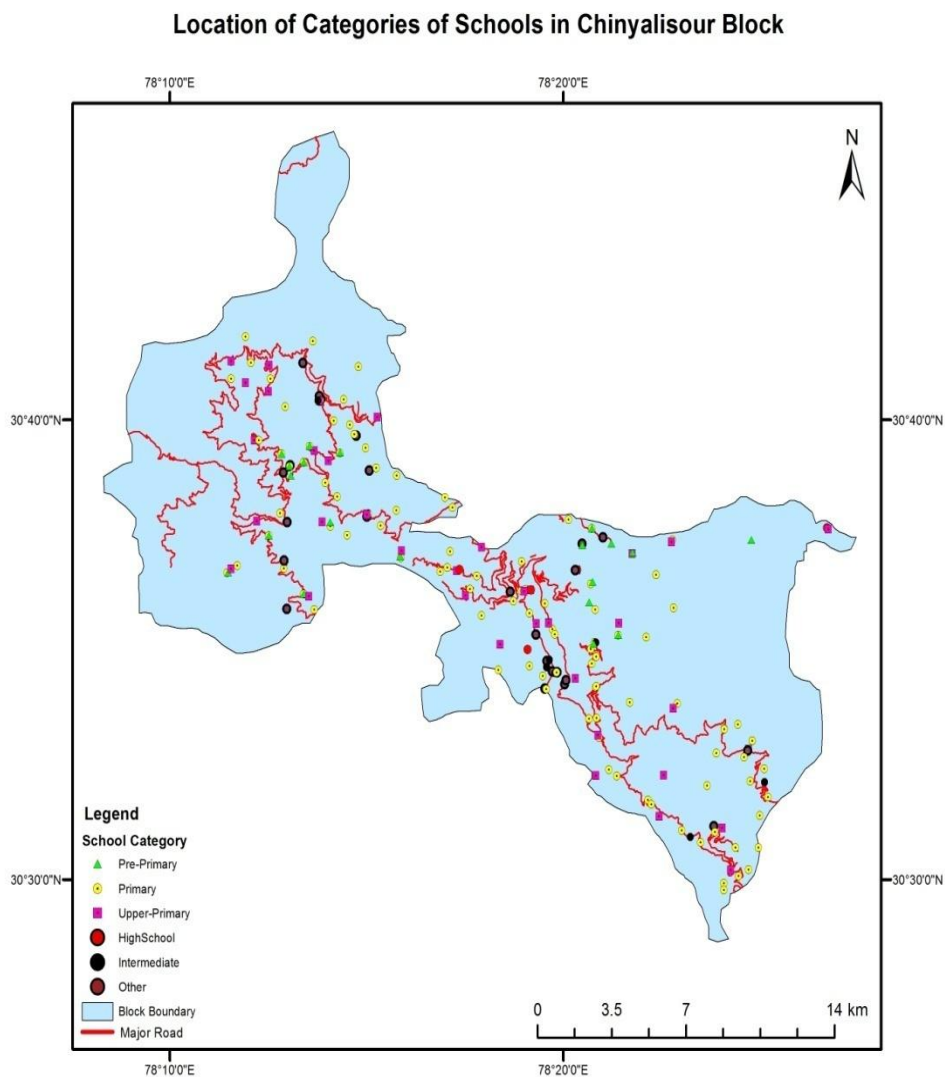 Location of Categories of Schools in Chinyalisour Block
78°10'0"E 78°20'0"E
N
30°40'0"N 30°40'0"N
Legend
School Category
Pre-Primary
Primary
Upper-Primary
HighSchool
Intermediate
Other
Block Boundary
Major Road
30°30'0"N 30°30'0"N
0 3.5 7 14 km
78°10'0"E 78°20'0"E